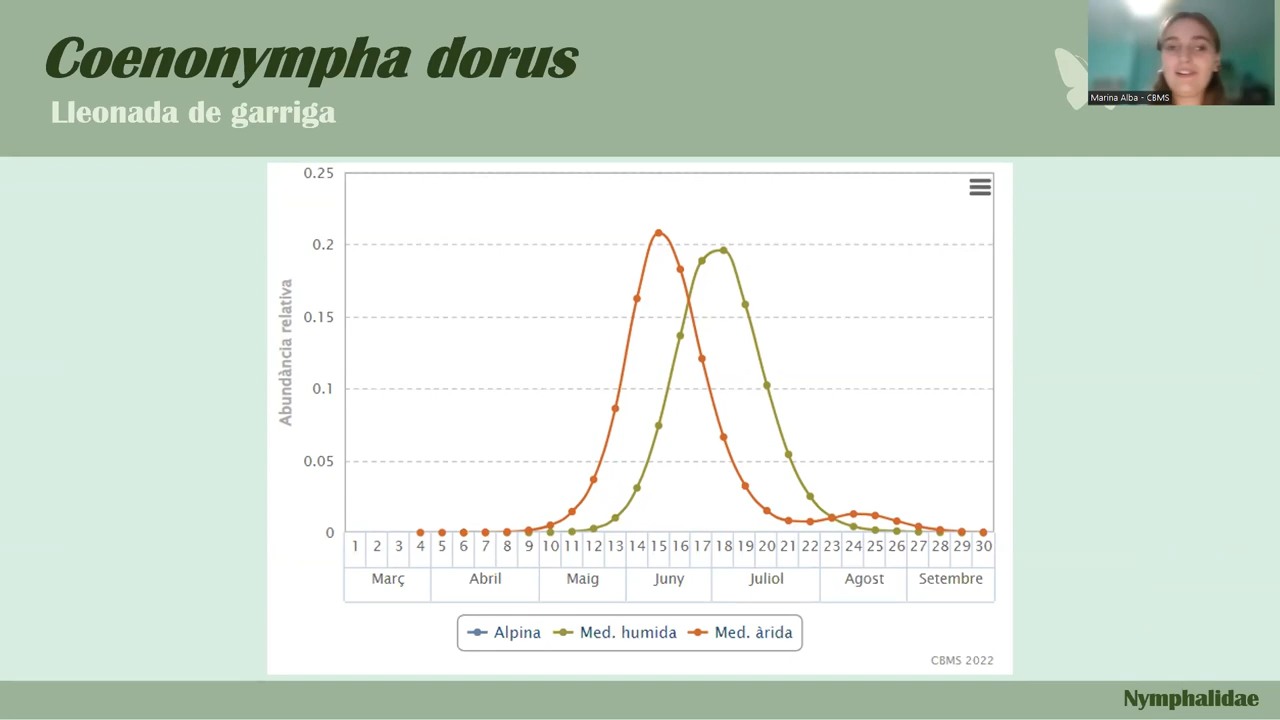 Coenonympha dorus
Lleonada de garriga
Marina Alba - CBMS
0.25
0.2
0.15
0.1
0.05
0
Abundància relativa
1 2 3 4 5 6 7 8 9 10 11 12 13 14 15 16 17 18 19 20 21 22 23 24 25 26 27 28 29 30
Març Abril Maig Juny Juliol Agost Setembre
Alpina Med. humida Med. àrida
CBMS 2022
Nymphalidae